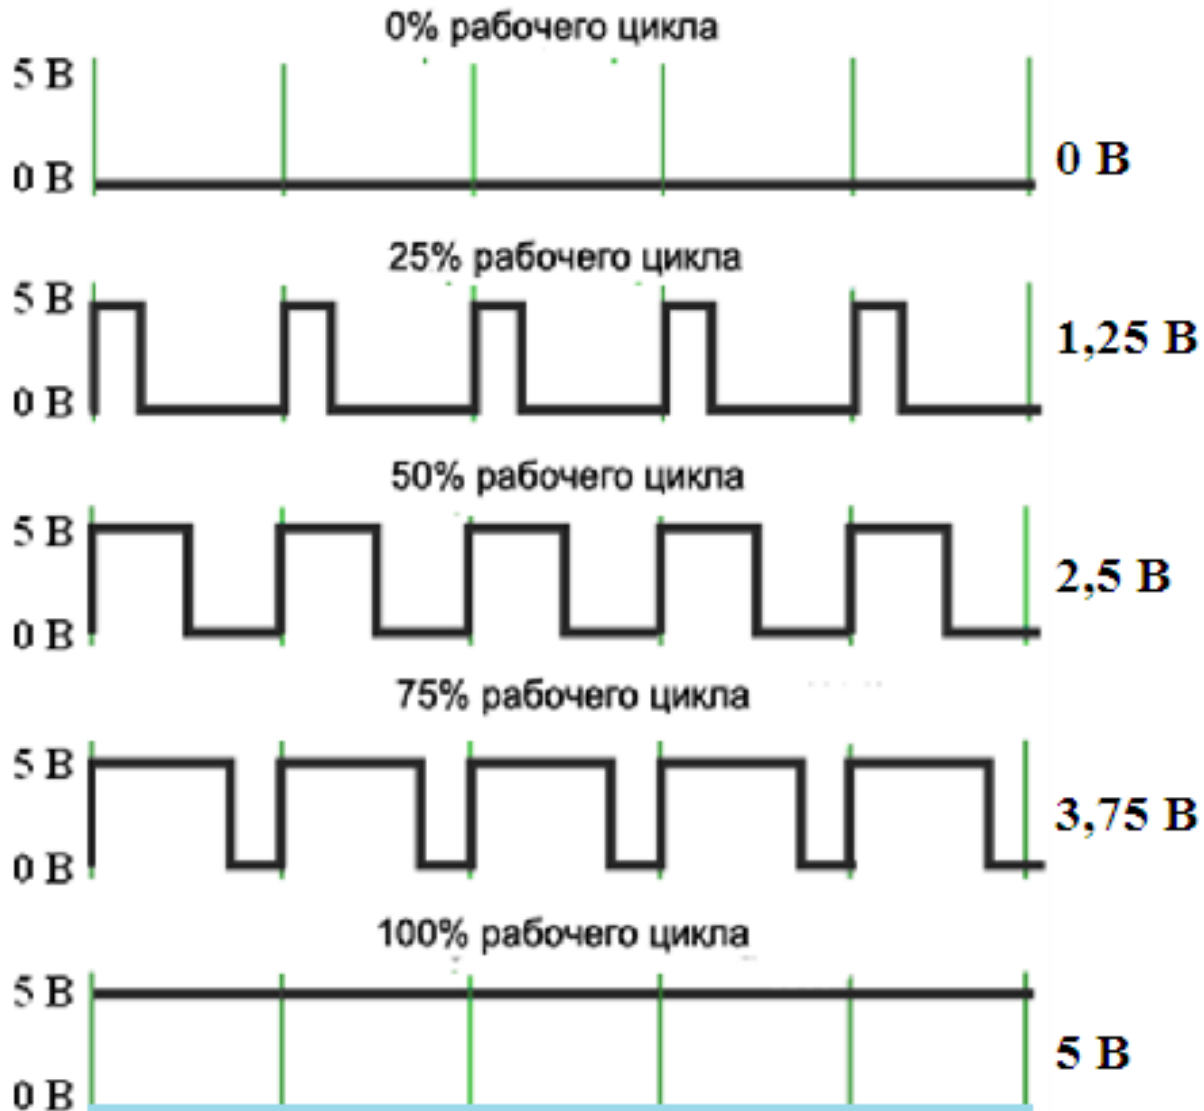 0% рабочего цикла
5 В
0 В
0 В
25% рабочего цикла
5 В
0 В
1,25 В
50% рабочего цикла
5 В
0 В
2,5 В
75% рабочего цикла
5 В
0 В
3,75 В
100% рабочего цикла
5 В
0 В
5 В